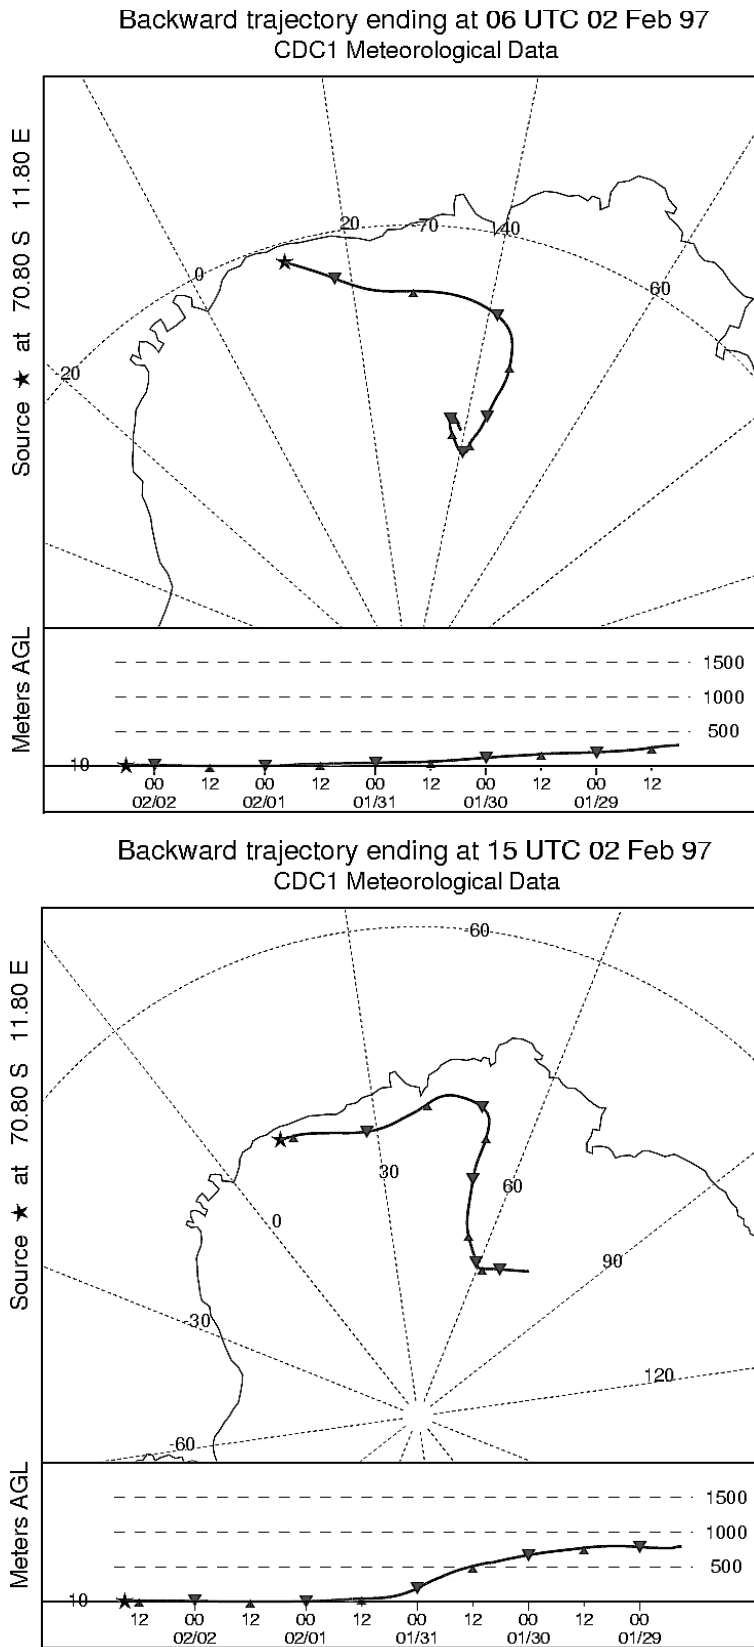 Backward trajectory ending at 06 UTC 02 Feb 97
CDC1 Meteorological Data
Source ★ at 70.80 S 11.80 E
20 70 40
0 60
20
Meters AGL
1500
1000
500
10
00 12 00 12 00 12 00 12 00 12
02/02 02/01 01/31 01/30 01/29
Backward trajectory ending at 15 UTC 02 Feb 97
CDC1 Meteorological Data
Source ★ at 70.80 S 11.80 E
-60
30 60
0
90
-30
120
-60
Meters AGL
1500
1000
500
10
12 00 12 00 12 00 12 00 12 00
02/02 02/01 01/31 01/30 01/29